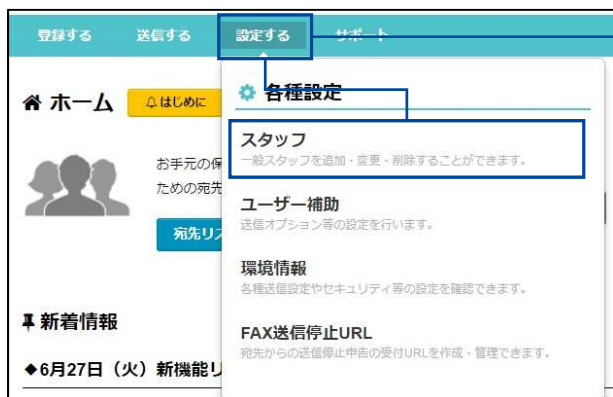 登録する 送信する 設定する サポート
ホーム はじめに
各種設定
スタッフ
一般スタッフを追加・変更・削除することができます。
お手元の保
ための宛先
宛先リス
ユーザー補助
送信オプション等の設定を行います。
環境情報
各種送信設定やセキュリティ等の設定を確認できます。
新着情報
FAX送信停止URL
宛先からの送信停止申告の受付URLを作成・管理できます。
◆6月27日（火）新機能リ